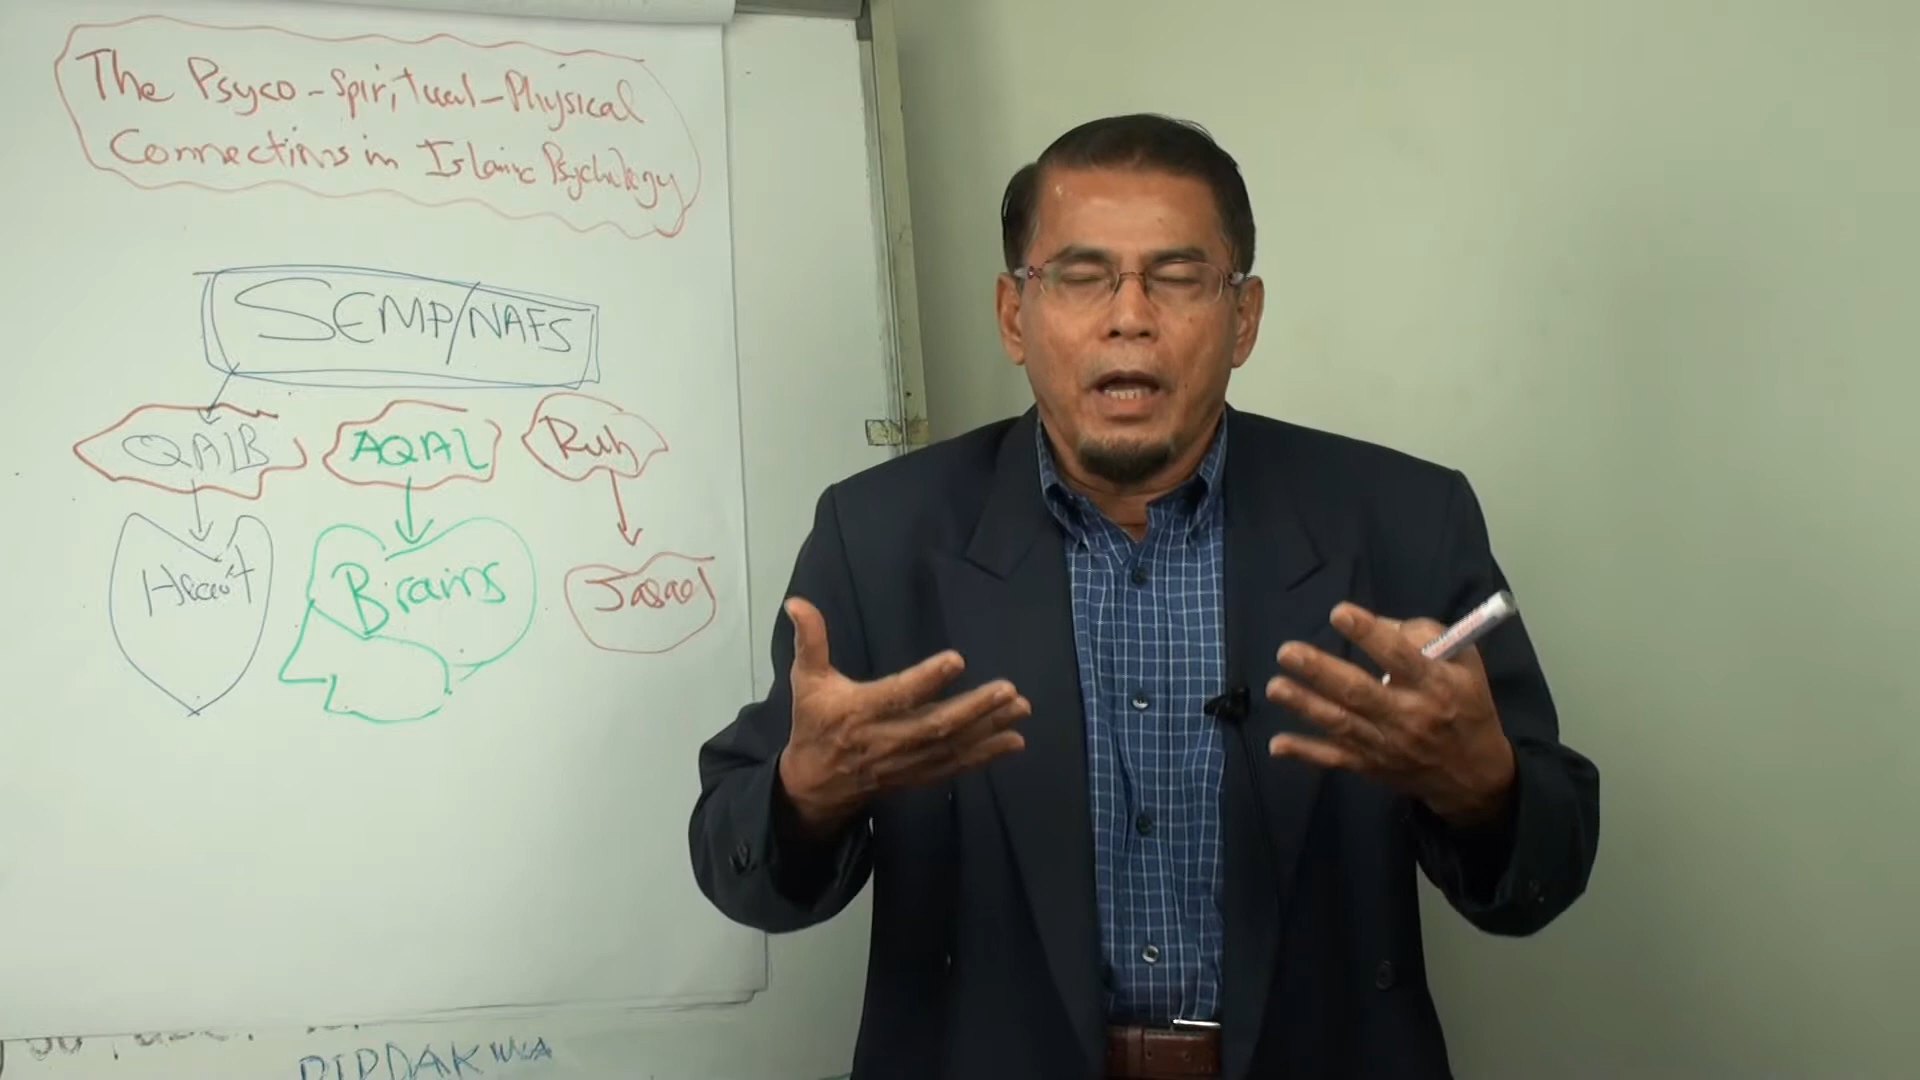 The Psyco-Spiritual-Physical
Connections in Islamic Psychology
SEMP/NAFS
QALB AQAL Ruh
Heart Brains Jasad